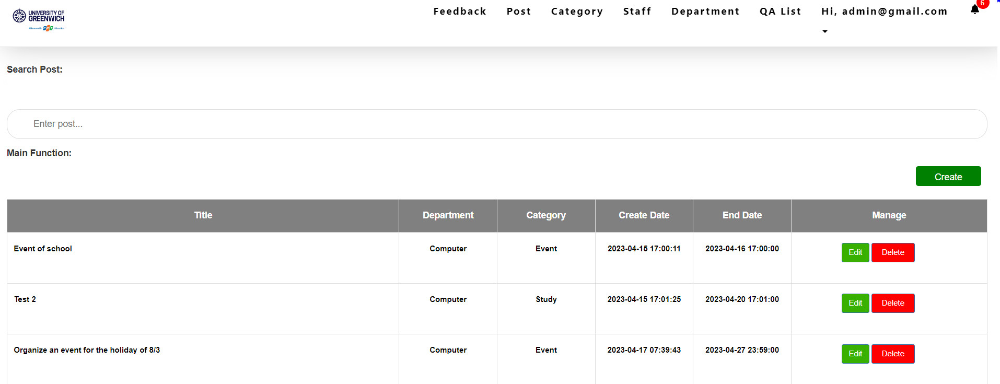 UNIVERSITY OF
GREENWICH
Alliance with FPT. Education
Feedback Post Category Staff Department QA List Hi, admin@gmail.com 6
Search Post:
Enter post...
Main Function:
Create
Title Department Category Create Date End Date Manage
Event of school Computer Event 2023-04-15 17:00:11 2023-04-16 17:00:00 Edit Delete
Test 2 Computer Study 2023-04-15 17:01:25 2023-04-20 17:01:00 Edit Delete
Organize an event for the holiday of 8/3 Computer Event 2023-04-17 07:39:43 2023-04-27 23:59:00 Edit Delete